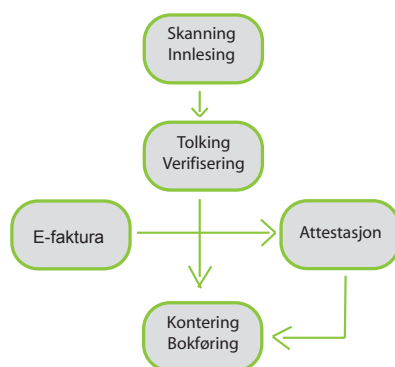 Skanning
Innlesing
Tolking
Verifisering
E-faktura
Attestasjon
Kontering
Bokføring